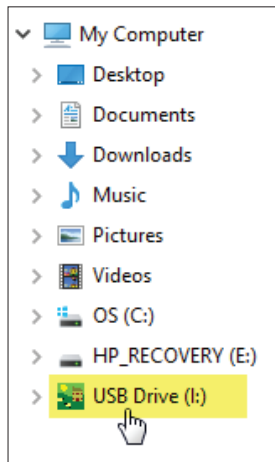 My Computer
Desktop
Documents
Downloads
Music
Pictures
Videos
OS (C:)
HP_RECOVERY (E:)
USB Drive (I:)